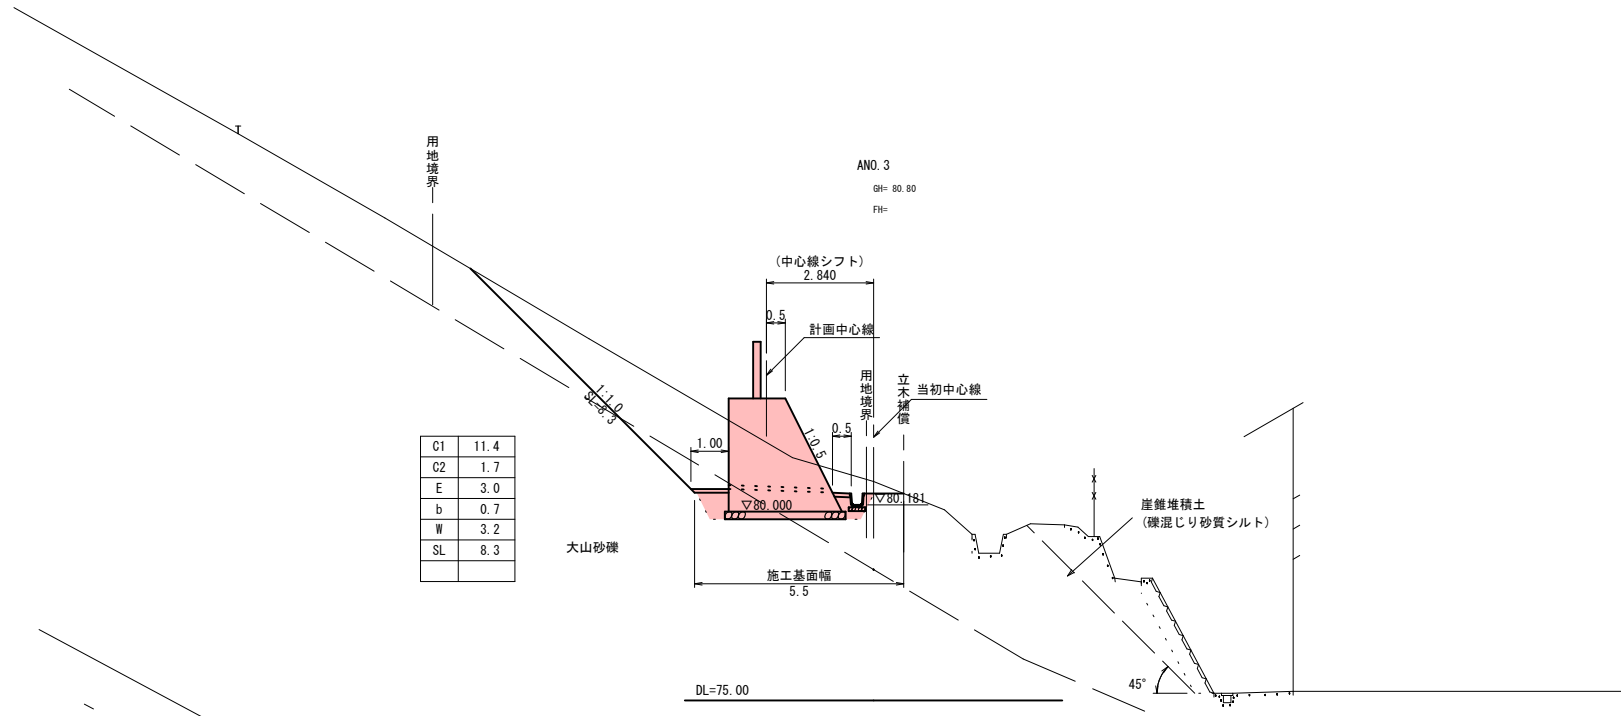 T
用地境界
ANO.3
GH= 80.80
FH=
(中心線シフト)
2.840
0.5
計画中心線
用地境界
立木補償
当初中心線
1:1.0
SL=8.3
1.00
1:0.5
0.5
▽80.000
▽80.181
C1 11.4
C2 1.7
E 3.0
b 0.7
W 3.2
SL 8.3
大山砂礫
崖錐堆積土
(礫混じり砂質シルト)
施工基面幅
5.5
45°
DL=75.00